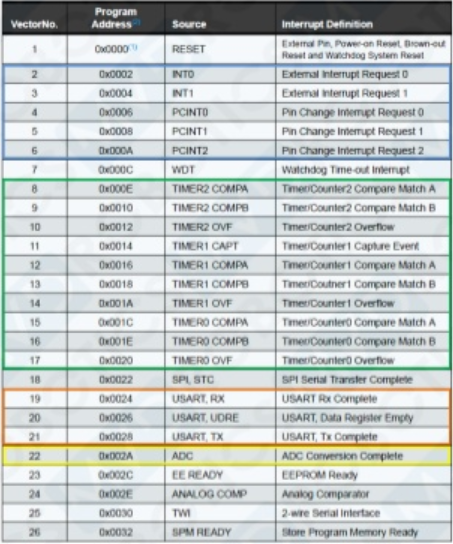 VectorNo. Program Address(2) Source Interrupt Definition
1 0x0000(1) RESET External Pin, Power-on Reset, Brown-out Reset and Watchdog System Reset
2 0x0002 INT0 External Interrupt Request 0
3 0x0004 INT1 External Interrupt Request 1
4 0x0006 PCINT0 Pin Change Interrupt Request 0
5 0x0008 PCINT1 Pin Change Interrupt Request 1
6 0x000A PCINT2 Pin Change Interrupt Request 2
7 0x000C WDT Watchdog Time-out Interrupt
8 0x000E TIMER2 COMPA Timer/Counter2 Compare Match A
9 0x0010 TIMER2 COMPB Timer/Counter2 Compare Match B
10 0x0012 TIMER2 OVF Timer/Counter2 Overflow
11 0x0014 TIMER1 CAPT Timer/Counter1 Capture Event
12 0x0016 TIMER1 COMPA Timer/Counter1 Compare Match A
13 0x0018 TIMER1 COMPB Timer/Coutner1 Compare Match B
14 0x001A TIMER1 OVF Timer/Counter1 Overflow
15 0x001C TIMER0 COMPA Timer/Counter0 Compare Match A
16 0x001E TIMER0 COMPB Timer/Counter0 Compare Match B
17 0x0020 TIMER0 OVF Timer/Counter0 Overflow
18 0x0022 SPI, STC SPI Serial Transfer Complete
19 0x0024 USART, RX USART Rx Complete
20 0x0026 USART, UDRE USART, Data Register Empty
21 0x0028 USART, TX USART, Tx Complete
22 0x002A ADC ADC Conversion Complete
23 0x002C EE READY EEPROM Ready
24 0x002E ANALOG COMP Analog Comparator
25 0x0030 TWI 2-wire Serial Interface
26 0x0032 SPM READY Store Program Memory Ready